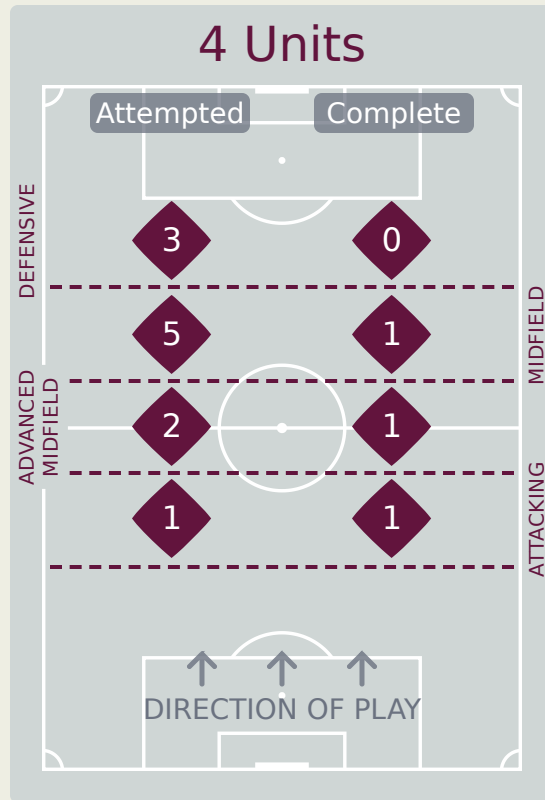 4 Units
Attempted Complete
DEFENSIVE
3 0
5 1
MIDFIELD
ADVANCED
MIDFIELD
2 1
1 1
ATTACKING
DIRECTION OF PLAY